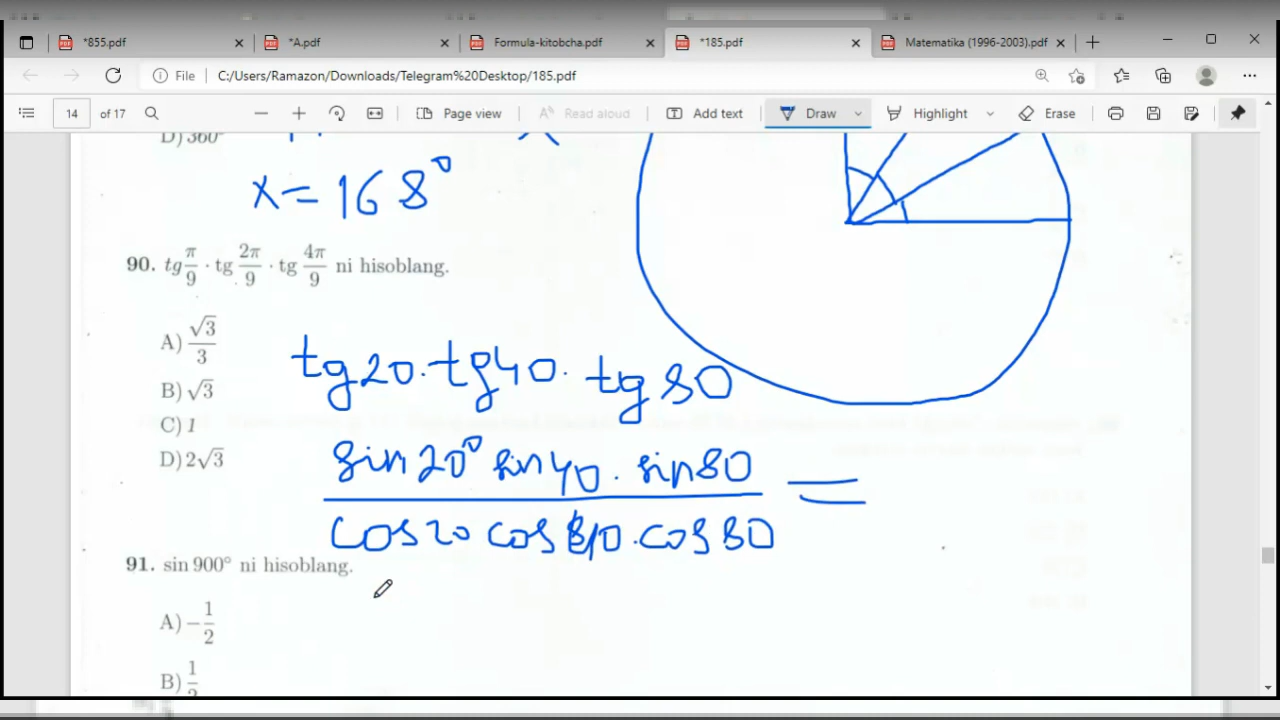 *855.pdf *A.pdf Formula-kitobcha.pdf *185.pdf Matematika (1996-2003).pdf
File C:/Users/Ramazon/Downloads/Telegram%20Desktop/185.pdf
14 of 17 Page view Read aloud Add text Draw Highlight Erase
D) 360°
x = 168°
90. tg π/9 · tg 2π/9 · tg 4π/9 ni hisoblang.
A) √3/3
B) √3
C) 1
D) 2√3
tg20·tg40·tg80
sin20° sin40·sin80
cos20 cos40·cos80 =
91. sin 900° ni hisoblang.
A) −1/2
B) 1/2